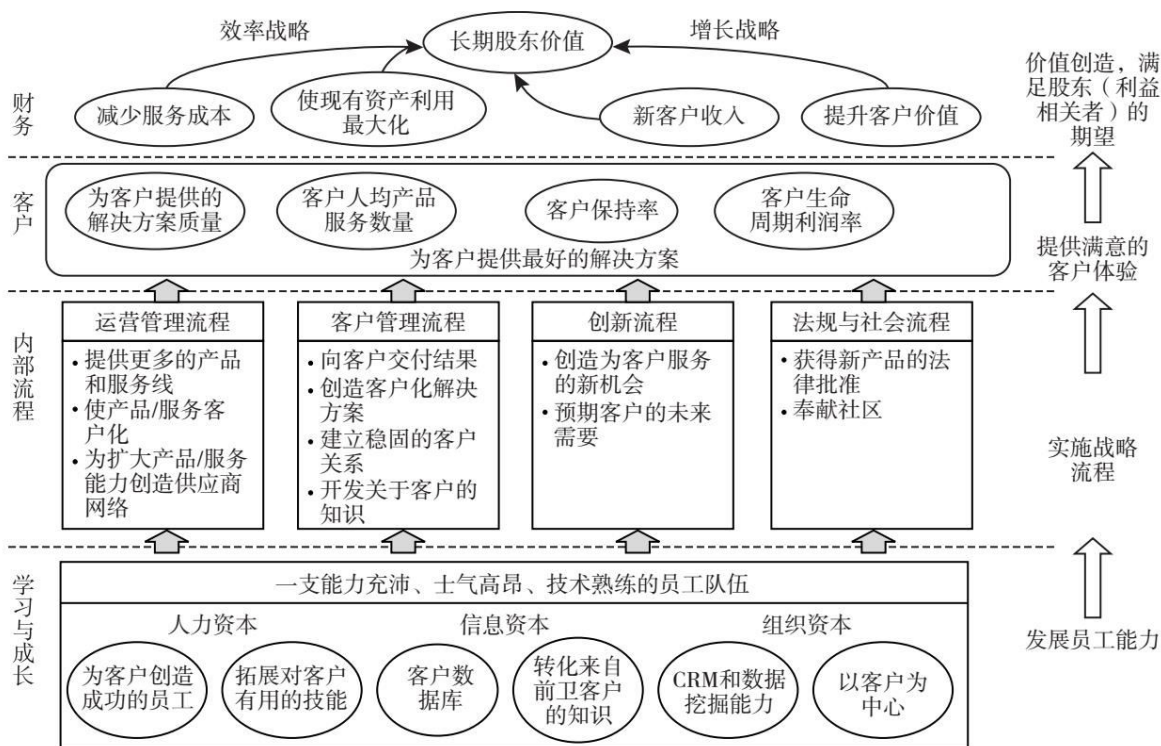 效率战略
长期股东价值
增长战略
财务
减少服务成本
使现有资产利用
最大化
新客户收入
提升客户价值
价值创造，满
足股东（利益
相关者）的
期望
客户
为客户提供的
解决方案质量
客户人均产品
服务数量
客户保持率
客户生命
周期利润率
为客户提供最好的解决方案
提供满意的
客户体验
内部流程
运营管理流程
• 提供更多的产品
和服务线
• 使产品/服务客
户化
• 为扩大产品/服务
能力创造供应商
网络
客户管理流程
• 向客户交付结果
• 创造客户化解决
方案
• 建立稳固的客户
关系
• 开发关于客户的
知识
创新流程
• 创造为客户服务
的新机会
• 预期客户的未来
需要
法规与社会流程
• 获得新产品的法
律批准
• 奉献社区
实施战略
流程
学习与成长
一支能力充沛、士气高昂、技术熟练的员工队伍
人力资本
信息资本
组织资本
为客户创造
成功的员工
拓展对客户
有用的技能
客户数
据库
转化来自
前卫客户
的知识
CRM和数据
挖掘能力
以客户为
中心
发展员工能力